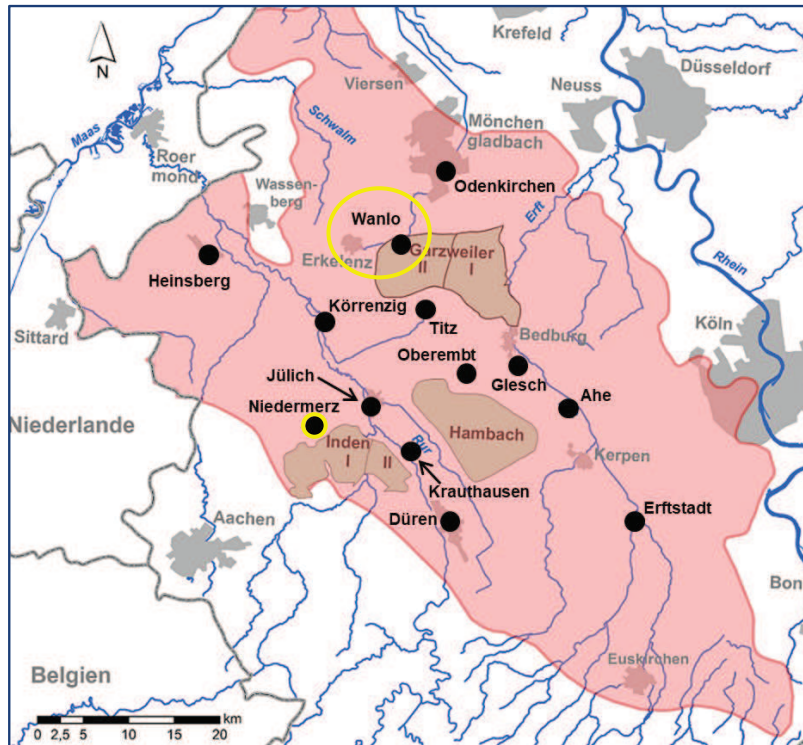 Krefeld
Düsseldorf
Neuss
Viersen
N
Mönchen
gladbach
Maas
Schwalm
Roer
mond
Odenkirchen
Wassen-
berg
Erft
Wanlo
Erkelenz
Garzweiler
II
I
Rhein
Heinsberg
Körrenzig
Titz
Sittard
Bedburg
Köln
Oberembt
Glesch
Jülich
Ahe
Niedermerz
Niederlande
Hambach
Inden
I
II
Rur
Kerpen
Krauthausen
Erftstadt
Düren
Aachen
Bon
Euskirchen
Belgien
km
0 2,5 5 10 15 20